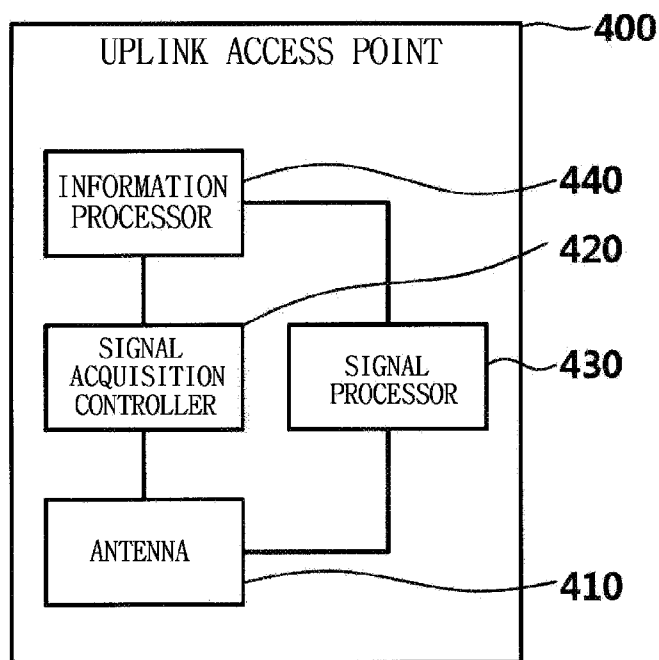 400
UPLINK ACCESS POINT
INFORMATION
PROCESSOR
440
420
SIGNAL
ACQUISITION
CONTROLLER
SIGNAL
PROCESSOR
430
ANTENNA
410